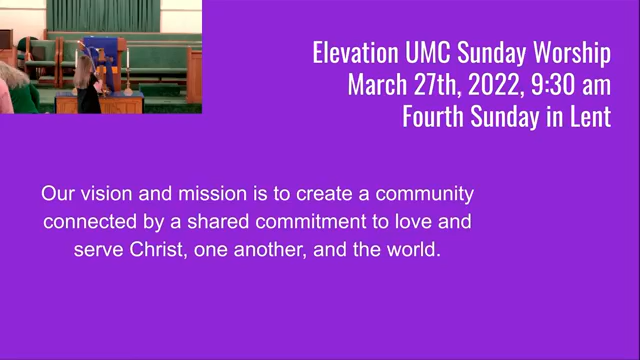 Elevation UMC Sunday Worship
March 27th, 2022, 9:30 am
Fourth Sunday in Lent
Our vision and mission is to create a community
connected by a shared commitment to love and
serve Christ, one another, and the world.